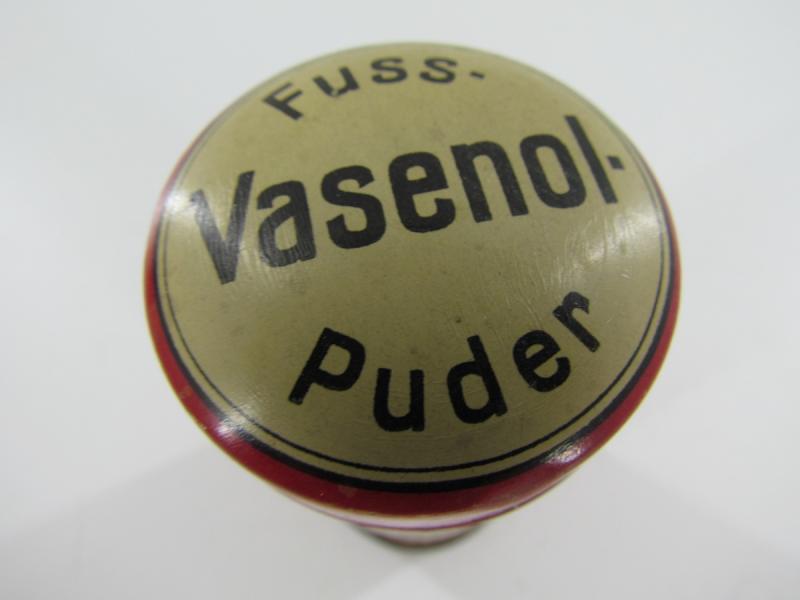 Fuss-
Vasenol-
Puder